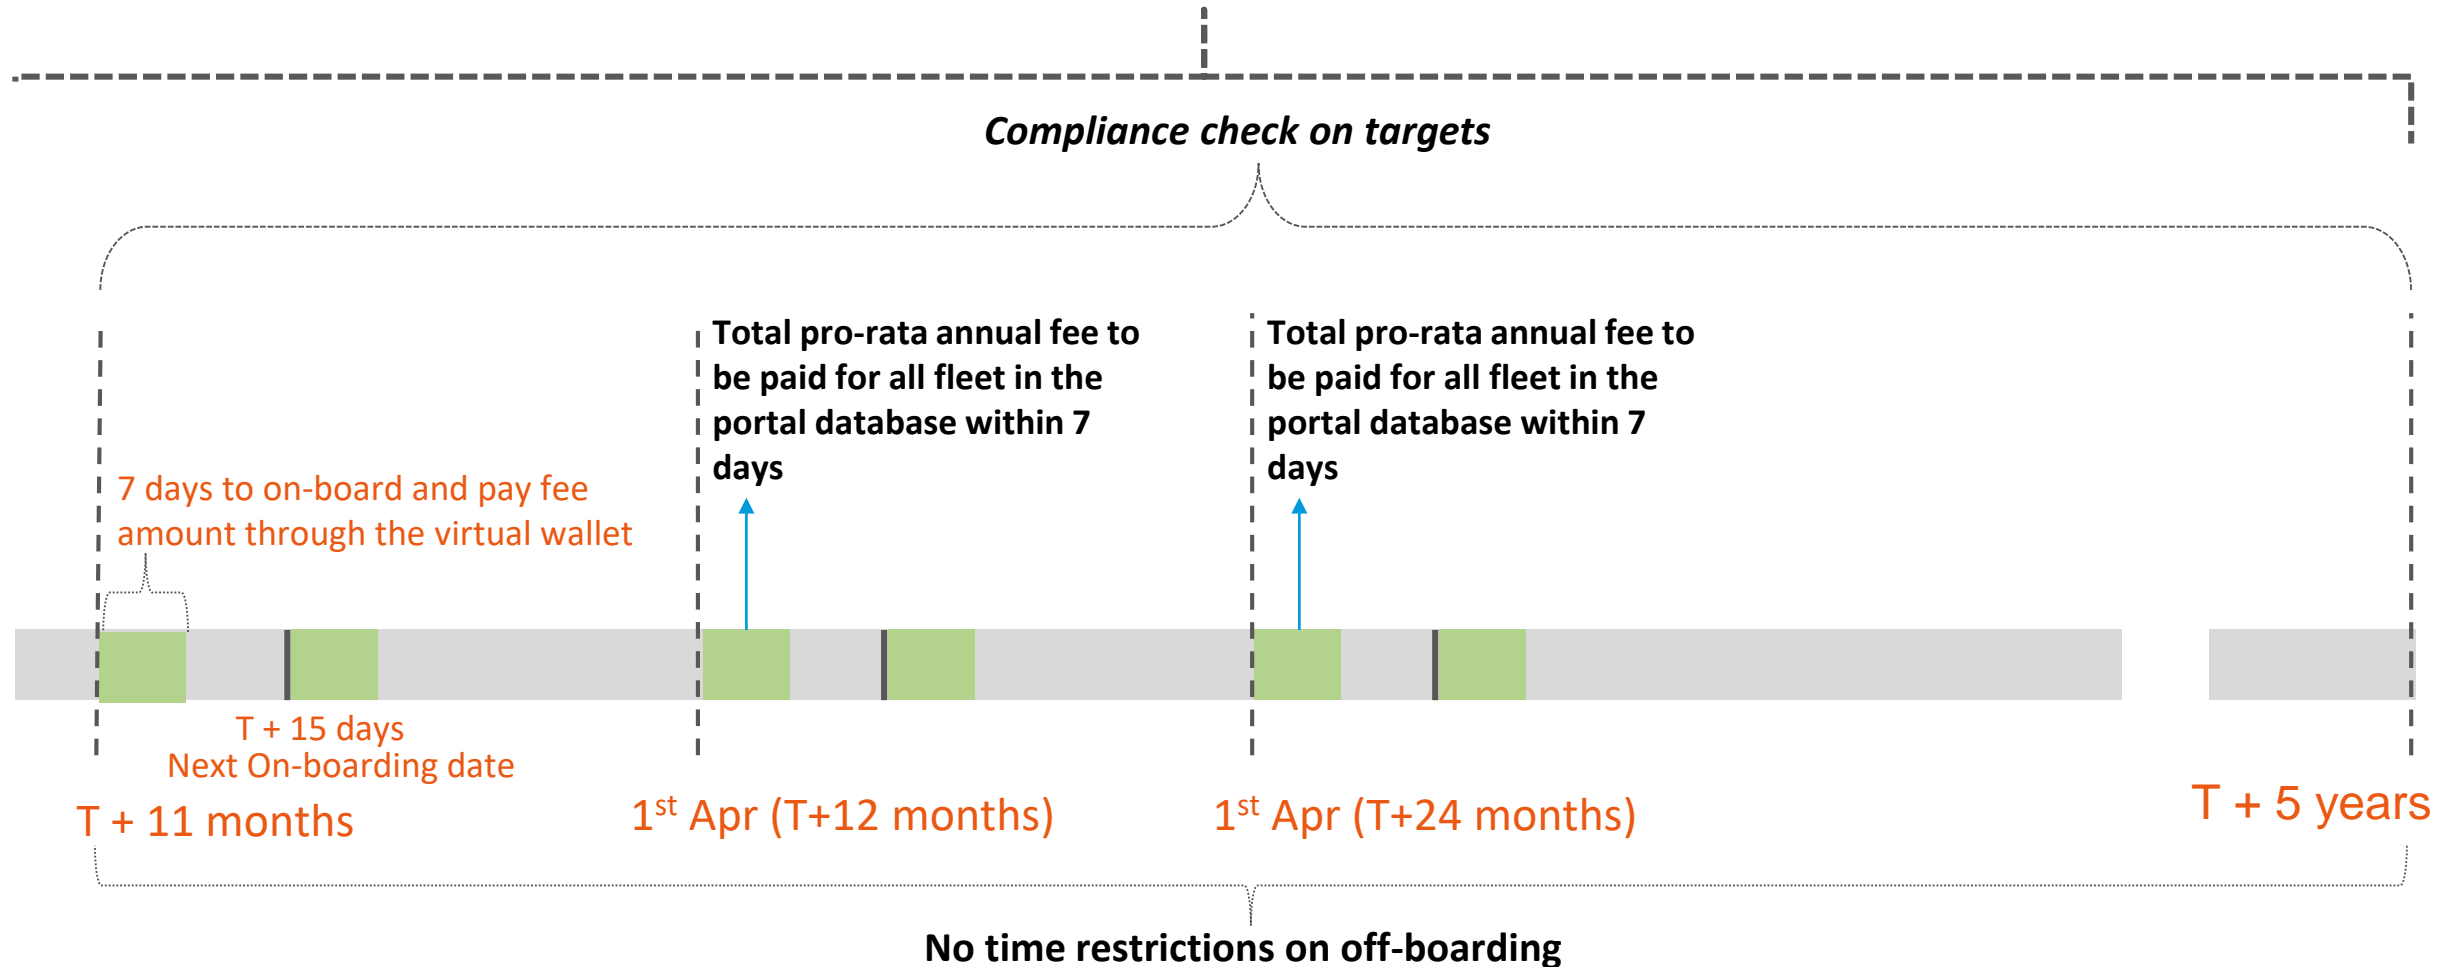 Compliance check on targets
Total pro-rata annual fee to
be paid for all fleet in the
portal database within 7
days
Total pro-rata annual fee to
be paid for all fleet in the
portal database within 7
days
7 days to on-board and pay fee
amount through the virtual wallet
T + 15 days
Next On-boarding date
T + 11 months
1st Apr (T+12 months)
1st Apr (T+24 months)
T + 5 years
No time restrictions on off-boarding